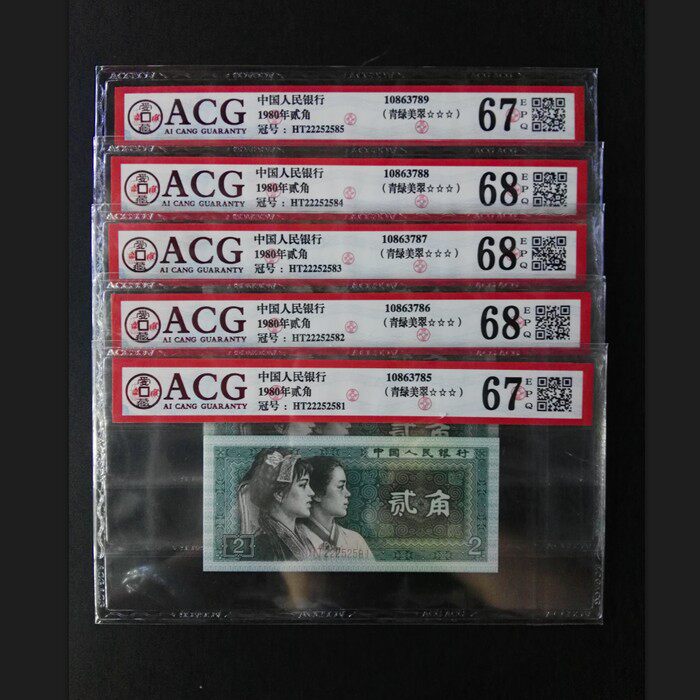 ACG
AI CANG GUARANTY
中国人民银行
1980年贰角
冠号：HT22252585
10863789
（青绿美翠☆☆☆）
67
EPQ
ACG
AI CANG GUARANTY
中国人民银行
1980年贰角
冠号：HT22252584
10863788
（青绿美翠☆☆☆）
68
EPQ
ACG
AI CANG GUARANTY
中国人民银行
1980年贰角
冠号：HT22252583
10863787
（青绿美翠☆☆☆）
68
EPQ
ACG
AI CANG GUARANTY
中国人民银行
1980年贰角
冠号：HT22252582
10863786
（青绿美翠☆☆☆）
68
EPQ
ACG
AI CANG GUARANTY
中国人民银行
1980年贰角
冠号：HT22252581
10863785
（青绿美翠☆☆☆）
67
EPQ
贰角
中国人民银行
贰角
HT22252581
2
2